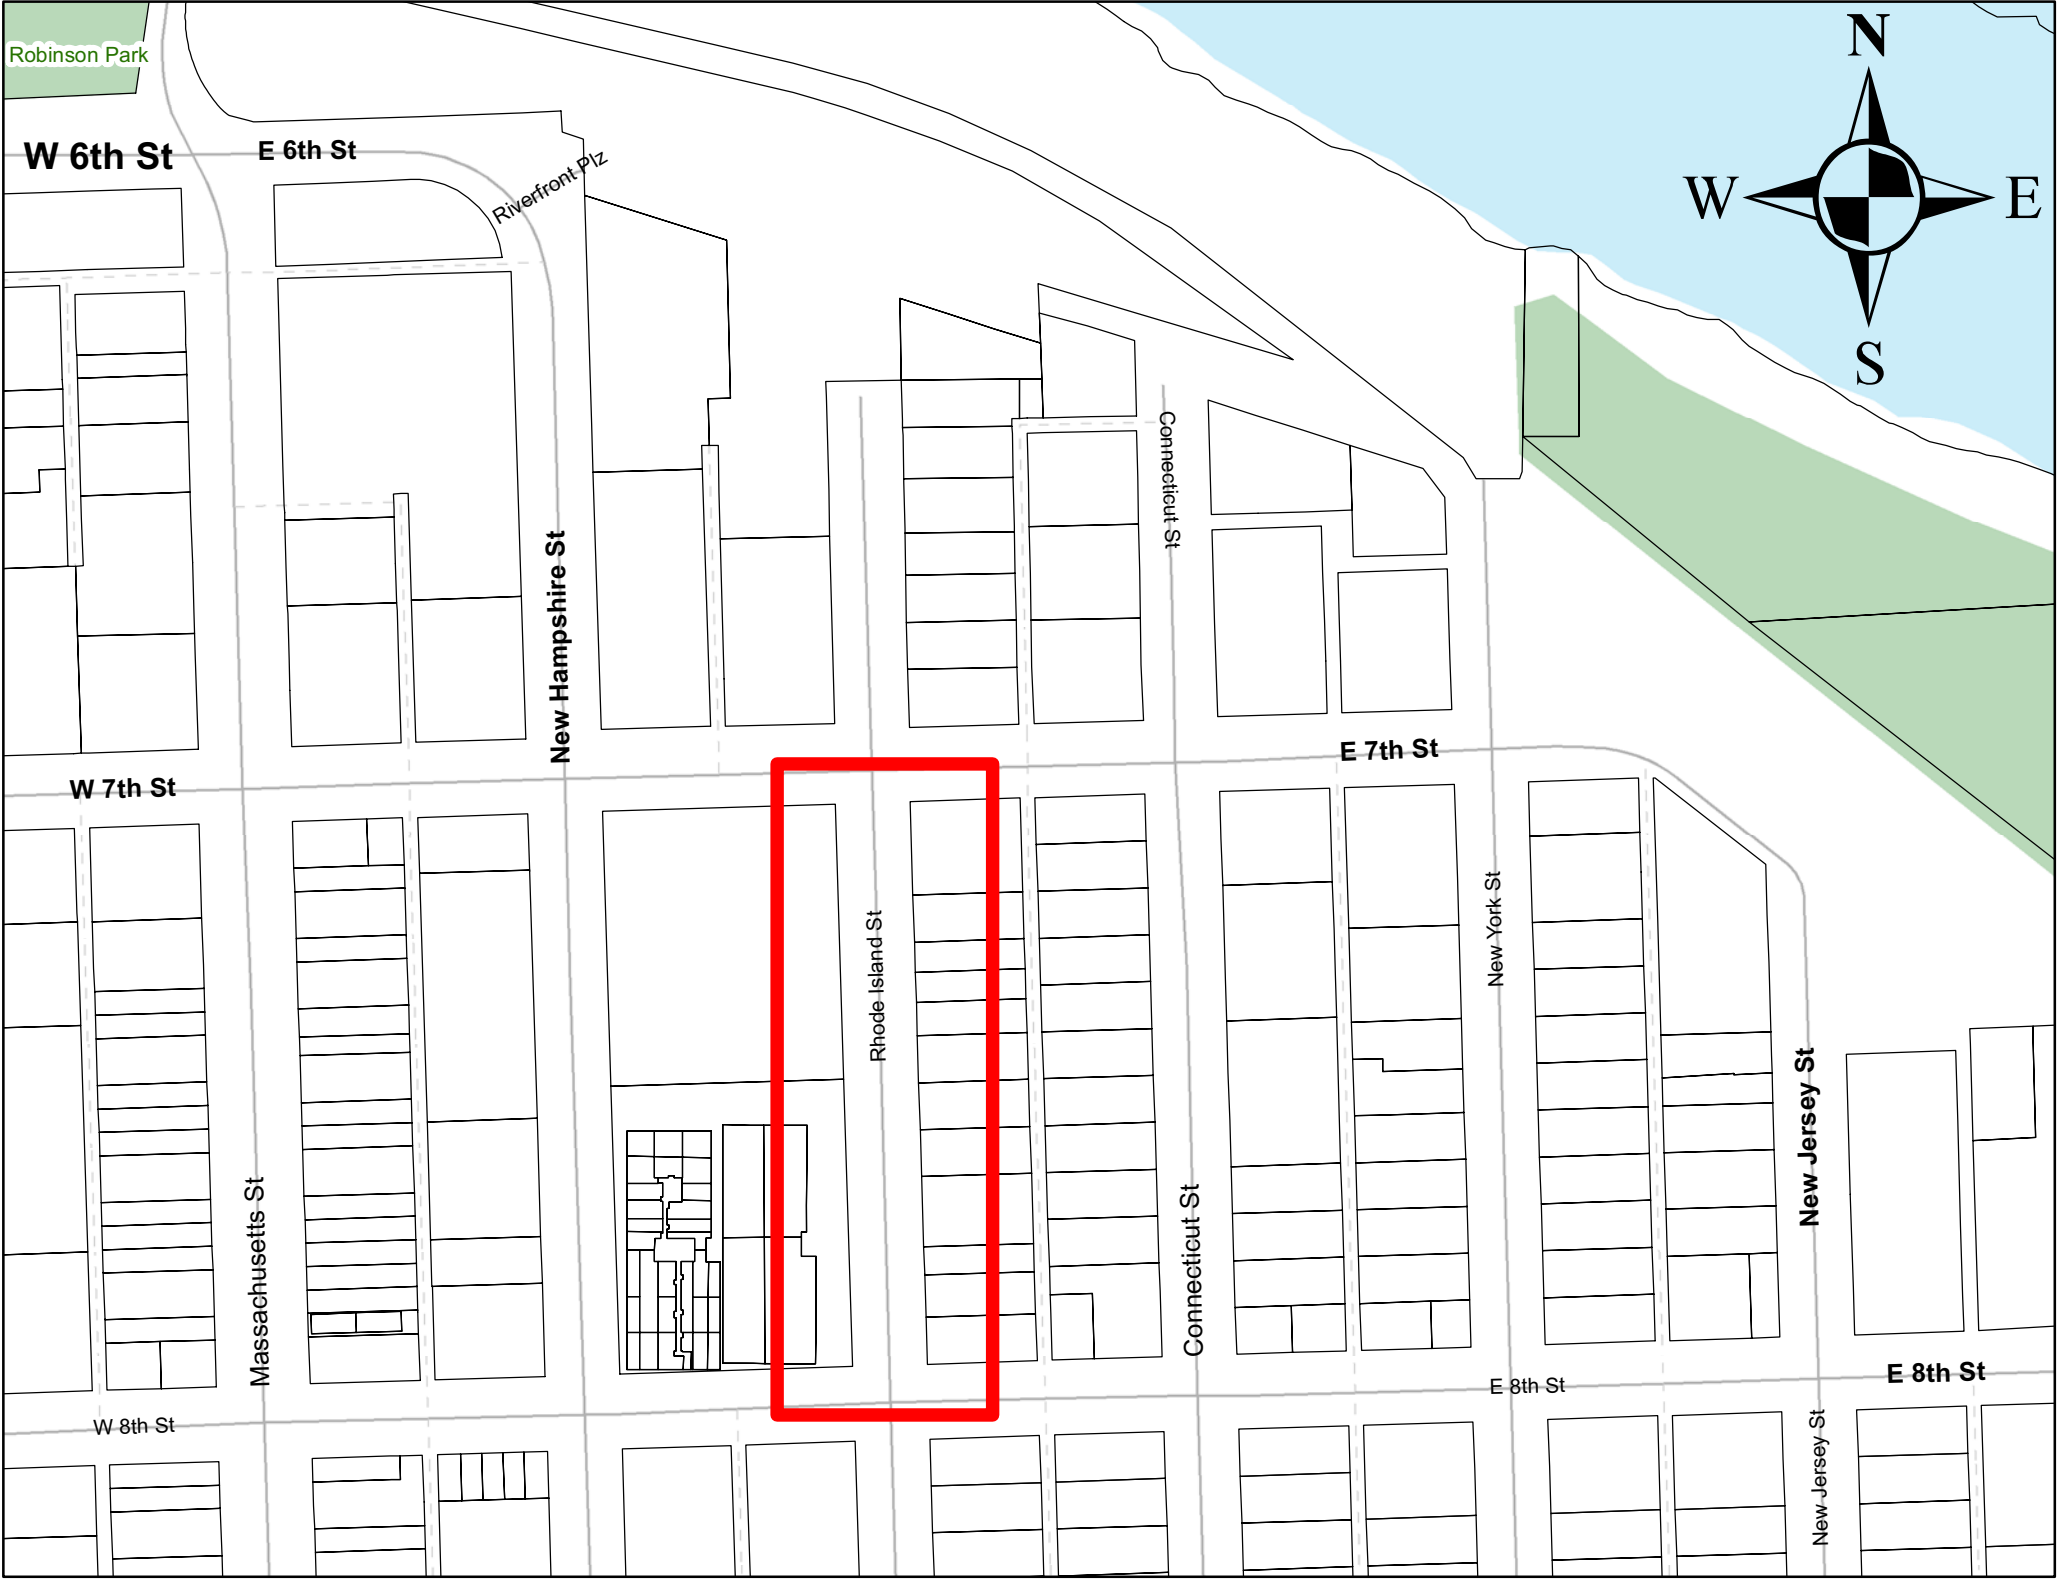 N
Robinson Park
W 6th St
E 6th St
Riverfront Plz
W
E
S
Connecticut St
New Hampshire St
E 7th St
W 7th St
Rhode Island St
New York St
New Jersey St
Massachusetts St
Connecticut St
E 8th St
E 8th St
W 8th St
New Jersey St